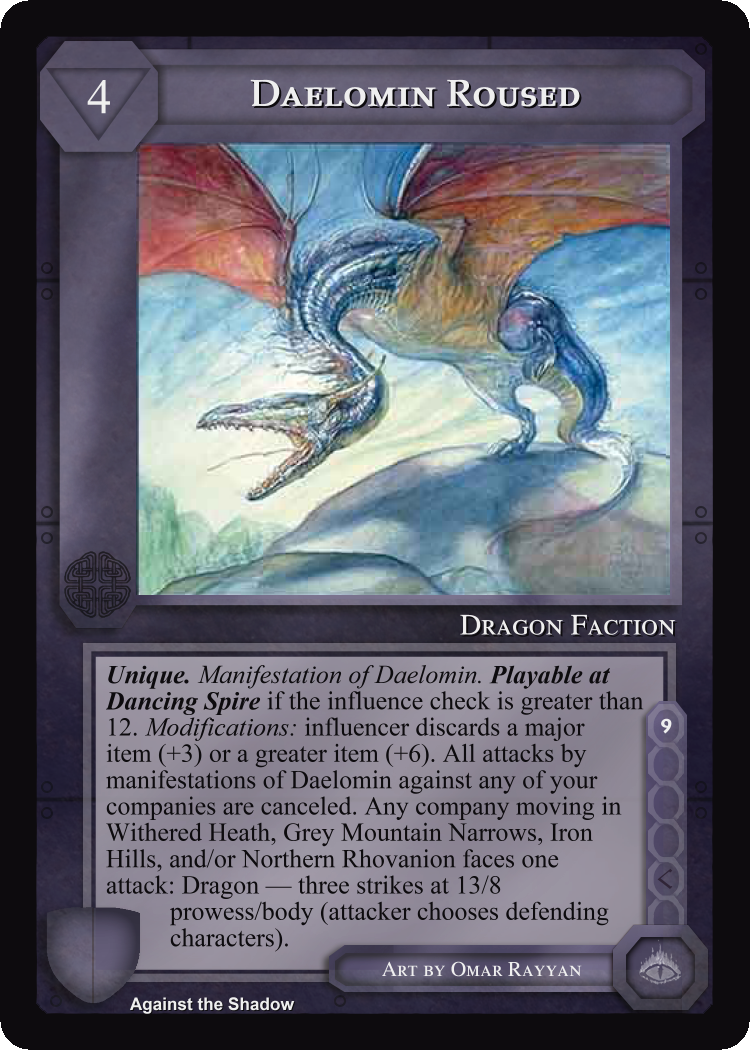 4
Daelomin Roused
Dragon Faction
Unique. Manifestation of Daelomin. Playable at
Dancing Spire if the influence check is greater than
12. Modifications: influencer discards a major
item (+3) or a greater item (+6). All attacks by
manifestations of Daelomin against any of your
companies are canceled. Any company moving in
Withered Heath, Grey Mountain Narrows, Iron
Hills, and/or Northern Rhovanion faces one
attack: Dragon — three strikes at 13/8
prowess/body (attacker chooses defending
characters).
9
Art by Omar Rayyan
Against the Shadow